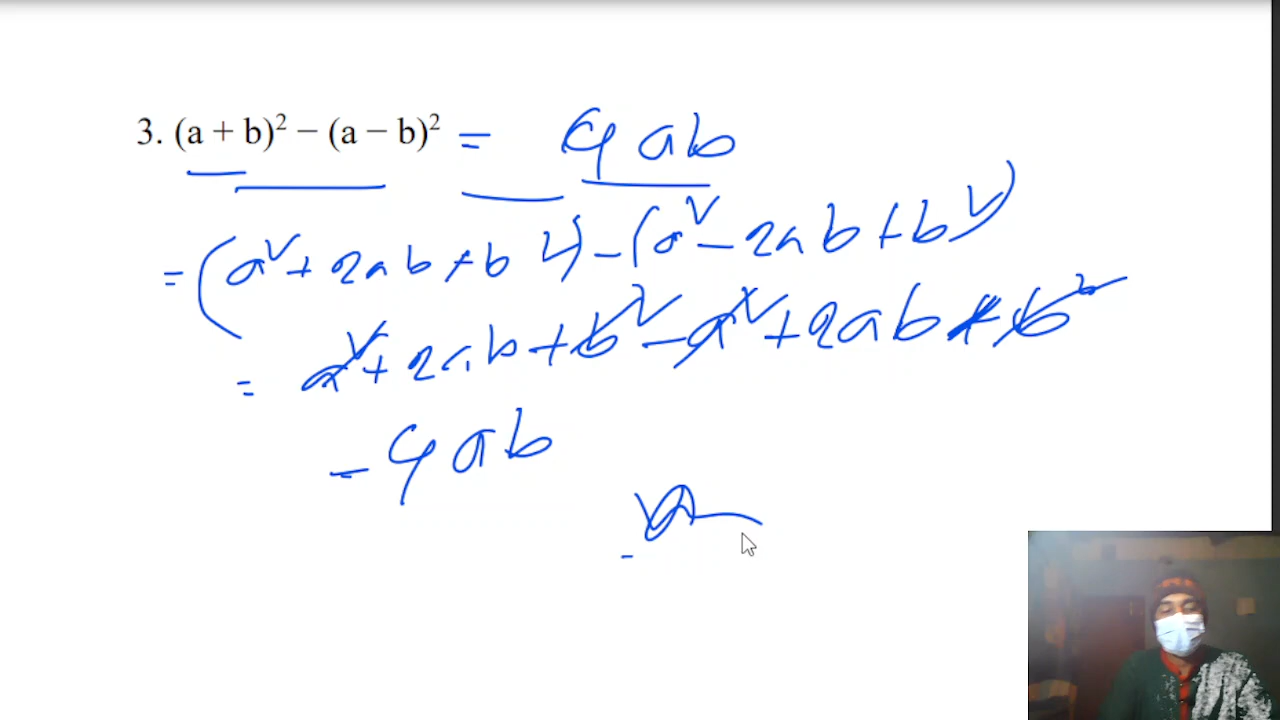 3. (a + b)² − (a − b)² = 4ab
= (a² + 2ab + b²) − (a² − 2ab + b²)
= a² + 2ab + b² − a² + 2ab + b²
= 4ab